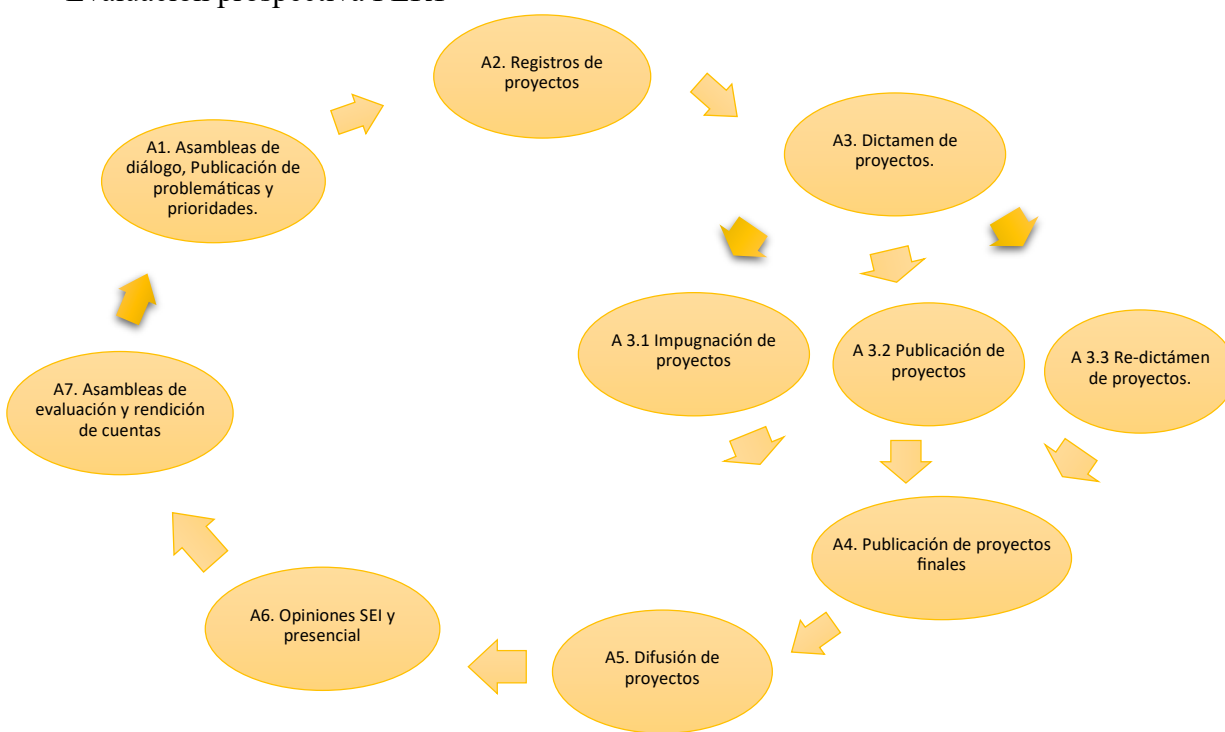 A2. Registros de
proyectos
A3. Dictamen de
proyectos.
A1. Asambleas de
diálogo, Publicación de
problemáticas y
prioridades.
A 3.1 Impugnación de
proyectos
A 3.2 Publicación de
proyectos
A 3.3 Re-dictámen
de proyectos.
A7. Asambleas de
evaluación y rendición
de cuentas
A4. Publicación de proyectos
finales
A6. Opiniones SEI y
presencial
A5. Difusión de
proyectos